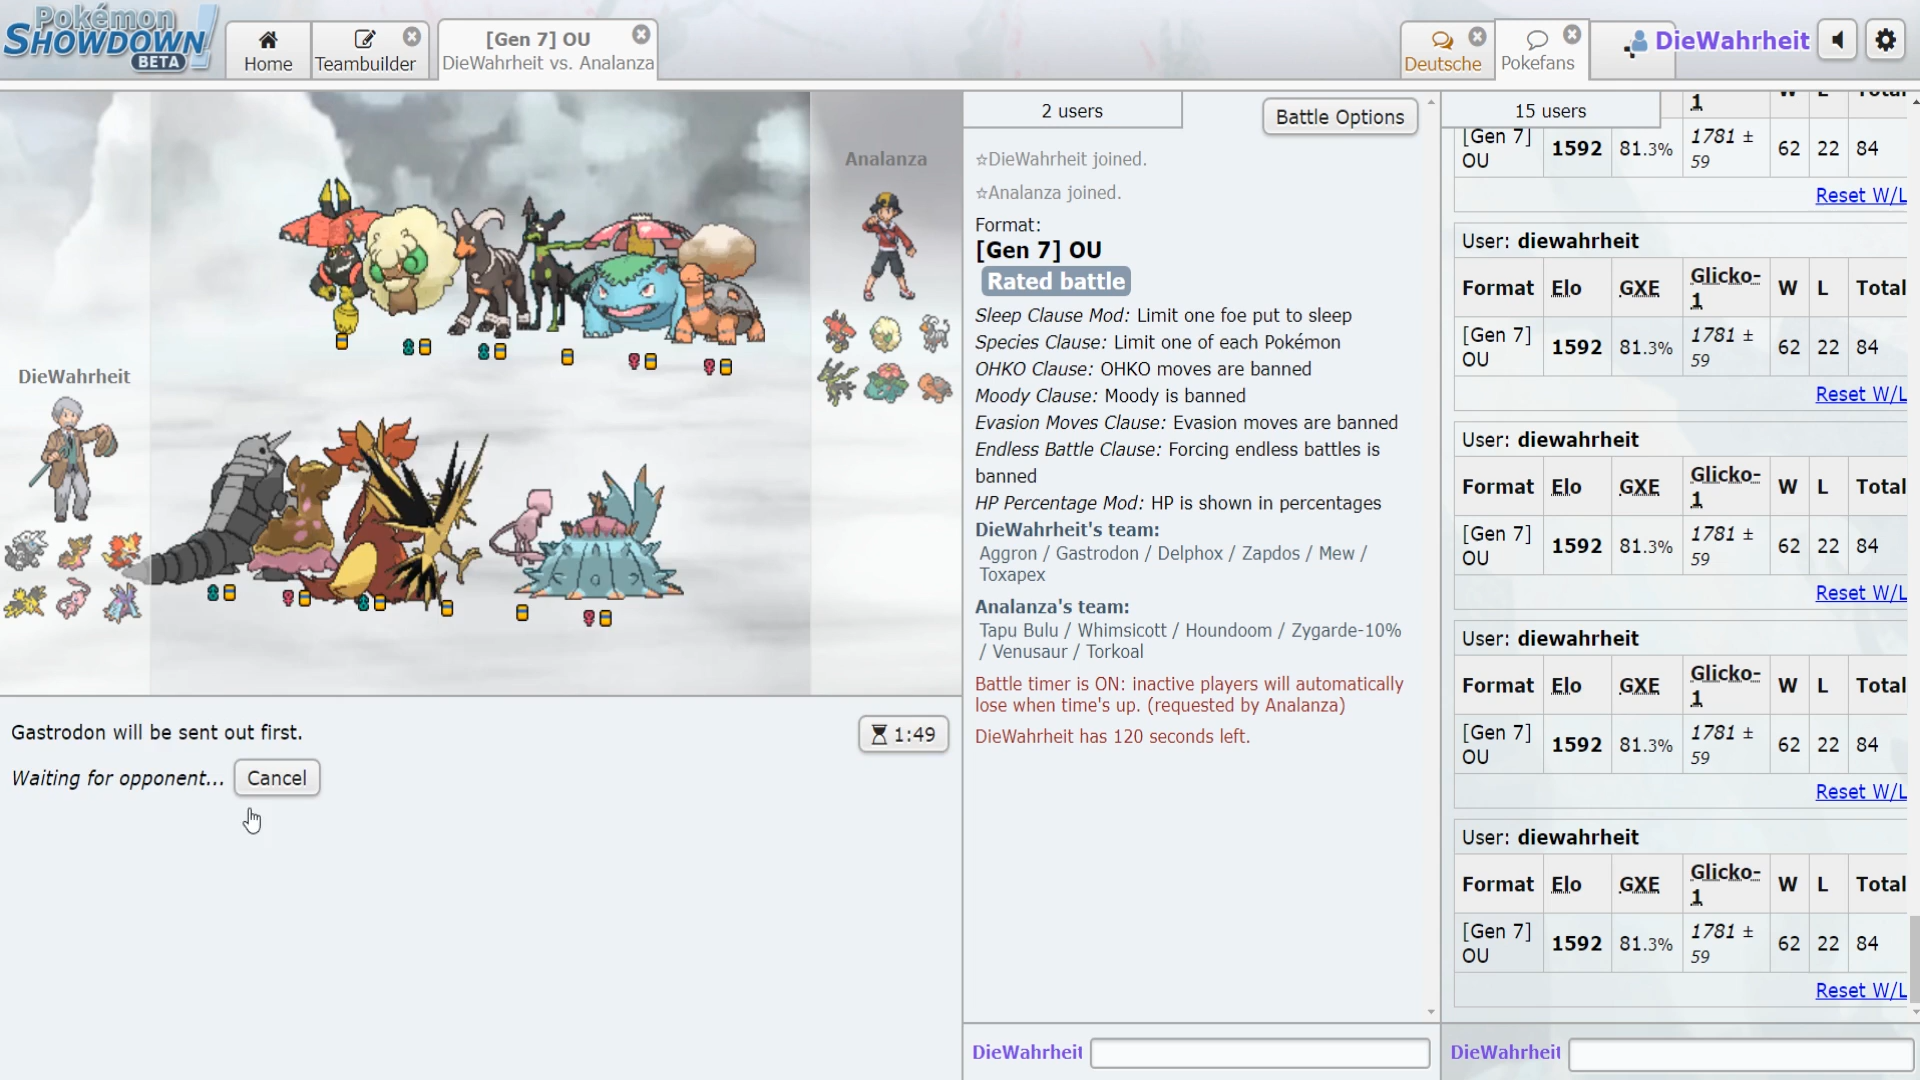 Pokémon
SHOWDOWN!
BETA
Home
Teambuilder
[Gen 7] OU
DieWahrheit vs. Analanza
Deutsche
Pokefans
DieWahrheit
Analanza
DieWahrheit
Gastrodon will be sent out first.
1:49
Waiting for opponent...
Cancel
2 users
Battle Options
☆DieWahrheit joined.
☆Analanza joined.
Format:
[Gen 7] OU
Rated battle
Sleep Clause Mod: Limit one foe put to sleep
Species Clause: Limit one of each Pokémon
OHKO Clause: OHKO moves are banned
Moody Clause: Moody is banned
Evasion Moves Clause: Evasion moves are banned
Endless Battle Clause: Forcing endless battles is
banned
HP Percentage Mod: HP is shown in percentages
DieWahrheit's team:
Aggron / Gastrodon / Delphox / Zapdos / Mew /
Toxapex
Analanza's team:
Tapu Bulu / Whimsicott / Houndoom / Zygarde-10%
/ Venusaur / Torkoal
Battle timer is ON: inactive players will automatically
lose when time's up. (requested by Analanza)
DieWahrheit has 120 seconds left.
DieWahrheit
15 users
1 W L Total
[Gen 7] OU 1592 81.3% 1781 ± 59 62 22 84
Reset W/L
User: diewahrheit
Format Elo GXE Glicko-1 W L Total
[Gen 7] OU 1592 81.3% 1781 ± 59 62 22 84
Reset W/L
User: diewahrheit
Format Elo GXE Glicko-1 W L Total
[Gen 7] OU 1592 81.3% 1781 ± 59 62 22 84
Reset W/L
User: diewahrheit
Format Elo GXE Glicko-1 W L Total
[Gen 7] OU 1592 81.3% 1781 ± 59 62 22 84
Reset W/L
User: diewahrheit
Format Elo GXE Glicko-1 W L Total
[Gen 7] OU 1592 81.3% 1781 ± 59 62 22 84
Reset W/L
DieWahrheit